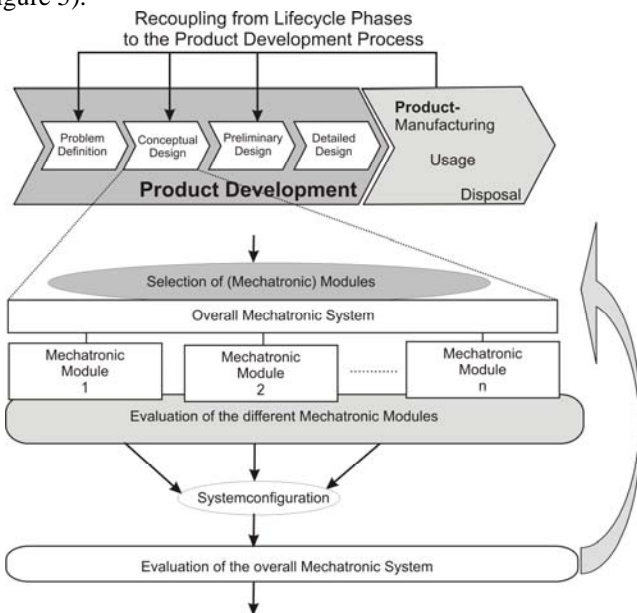 igure 5).
Recoupling from Lifecycle Phases
to the Product Development Process
Problem
Definition
Conceptual
Design
Preliminary
Design
Detailed
Design
Product Development
Product-
Manufacturing
Usage
Disposal
Selection of (Mechatronic) Modules
Overall Mechatronic System
Mechatronic
Module
1
Mechatronic
Module
2
Mechatronic
Module
n
Evaluation of the different Mechatronic Modules
Systemconfiguration
Evaluation of the overall Mechatronic System